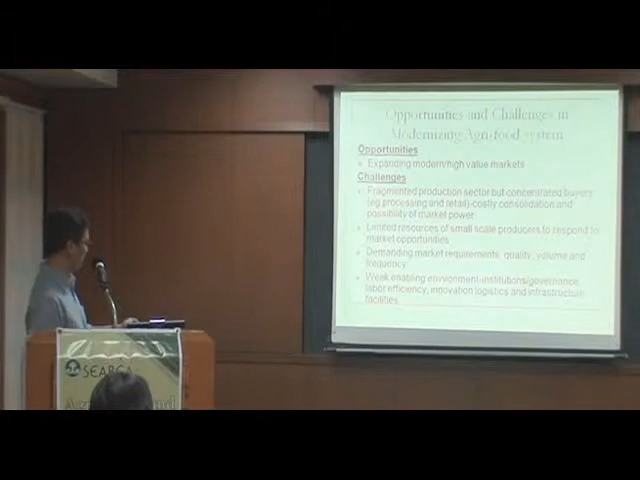 Opportunities and Challenges in
Modernizing Agri-food system
Opportunities
Expanding modern/high value markets
Challenges
Fragmented production sector but concentrated buyers
(eg processing and retail)-costly consolidation and
possibility of market power
Limited resources of small scale producers to respond to
market opportunities
Demanding market requirements, quality, volume and
frequency
Weak enabling environment-institutions/governance,
labor efficiency, innovation logistics and infrastructure
facilities
SEARCA